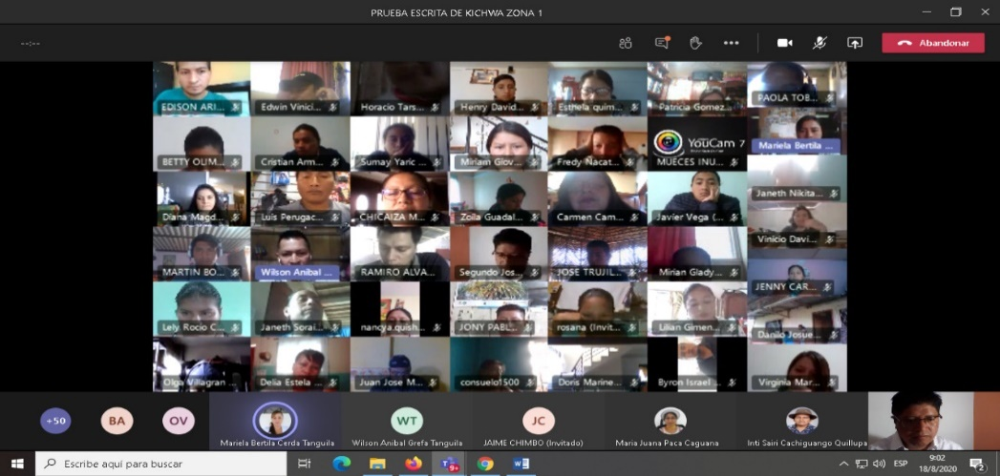 PRUEBA ESCRITA DE KICHWA ZONA 1
--:--
Abandonar
EDISON ARI...
Edwin Vinici...
Horacio Tars...
Henry David...
Esthela quim...
Patricia Gomez...
PAOLA TOB...
BETTY OLIM...
Cristian Arm...
Sumay Yaric ...
Miriam Giov...
Fredy Nacat...
YouCam 7
MUECES INU...
Mariela Bertila ...
Diana Magd...
Luis Perugac...
CHICAIZA M...
Zoila Guadal...
Carmen Cam...
Javier Vega (...
Janeth Nikita...
Vinicio Davi...
MARTIN BO...
Wilson Anibal ...
RAMIRO ALVA...
Segundo Jos...
JOSE TRUJIL...
Mirian Glady...
JENNY CAR...
Lely Rocio C...
Janeth Soraí...
nancya.quish...
JONY PABL...
rosana (Invit...
Lilian Gimen...
Danilo Josue...
Olga Villagran ...
Delia Estela ...
Juan Jose M...
consuelo1500
Doris Marine...
Byron Israel ...
Virginia Mar...
+50
BA
OV
WT
JC
Mariela Bertila Cerda Tanguila
Wilson Anibal Grefa Tanguila
JAIME CHIMBO (Invitado)
Maria Juana Paca Caguana
Inti Sairi Cachiguango Quillupa
Escribe aquí para buscar
9+
ESP
9:02
18/8/2020
2